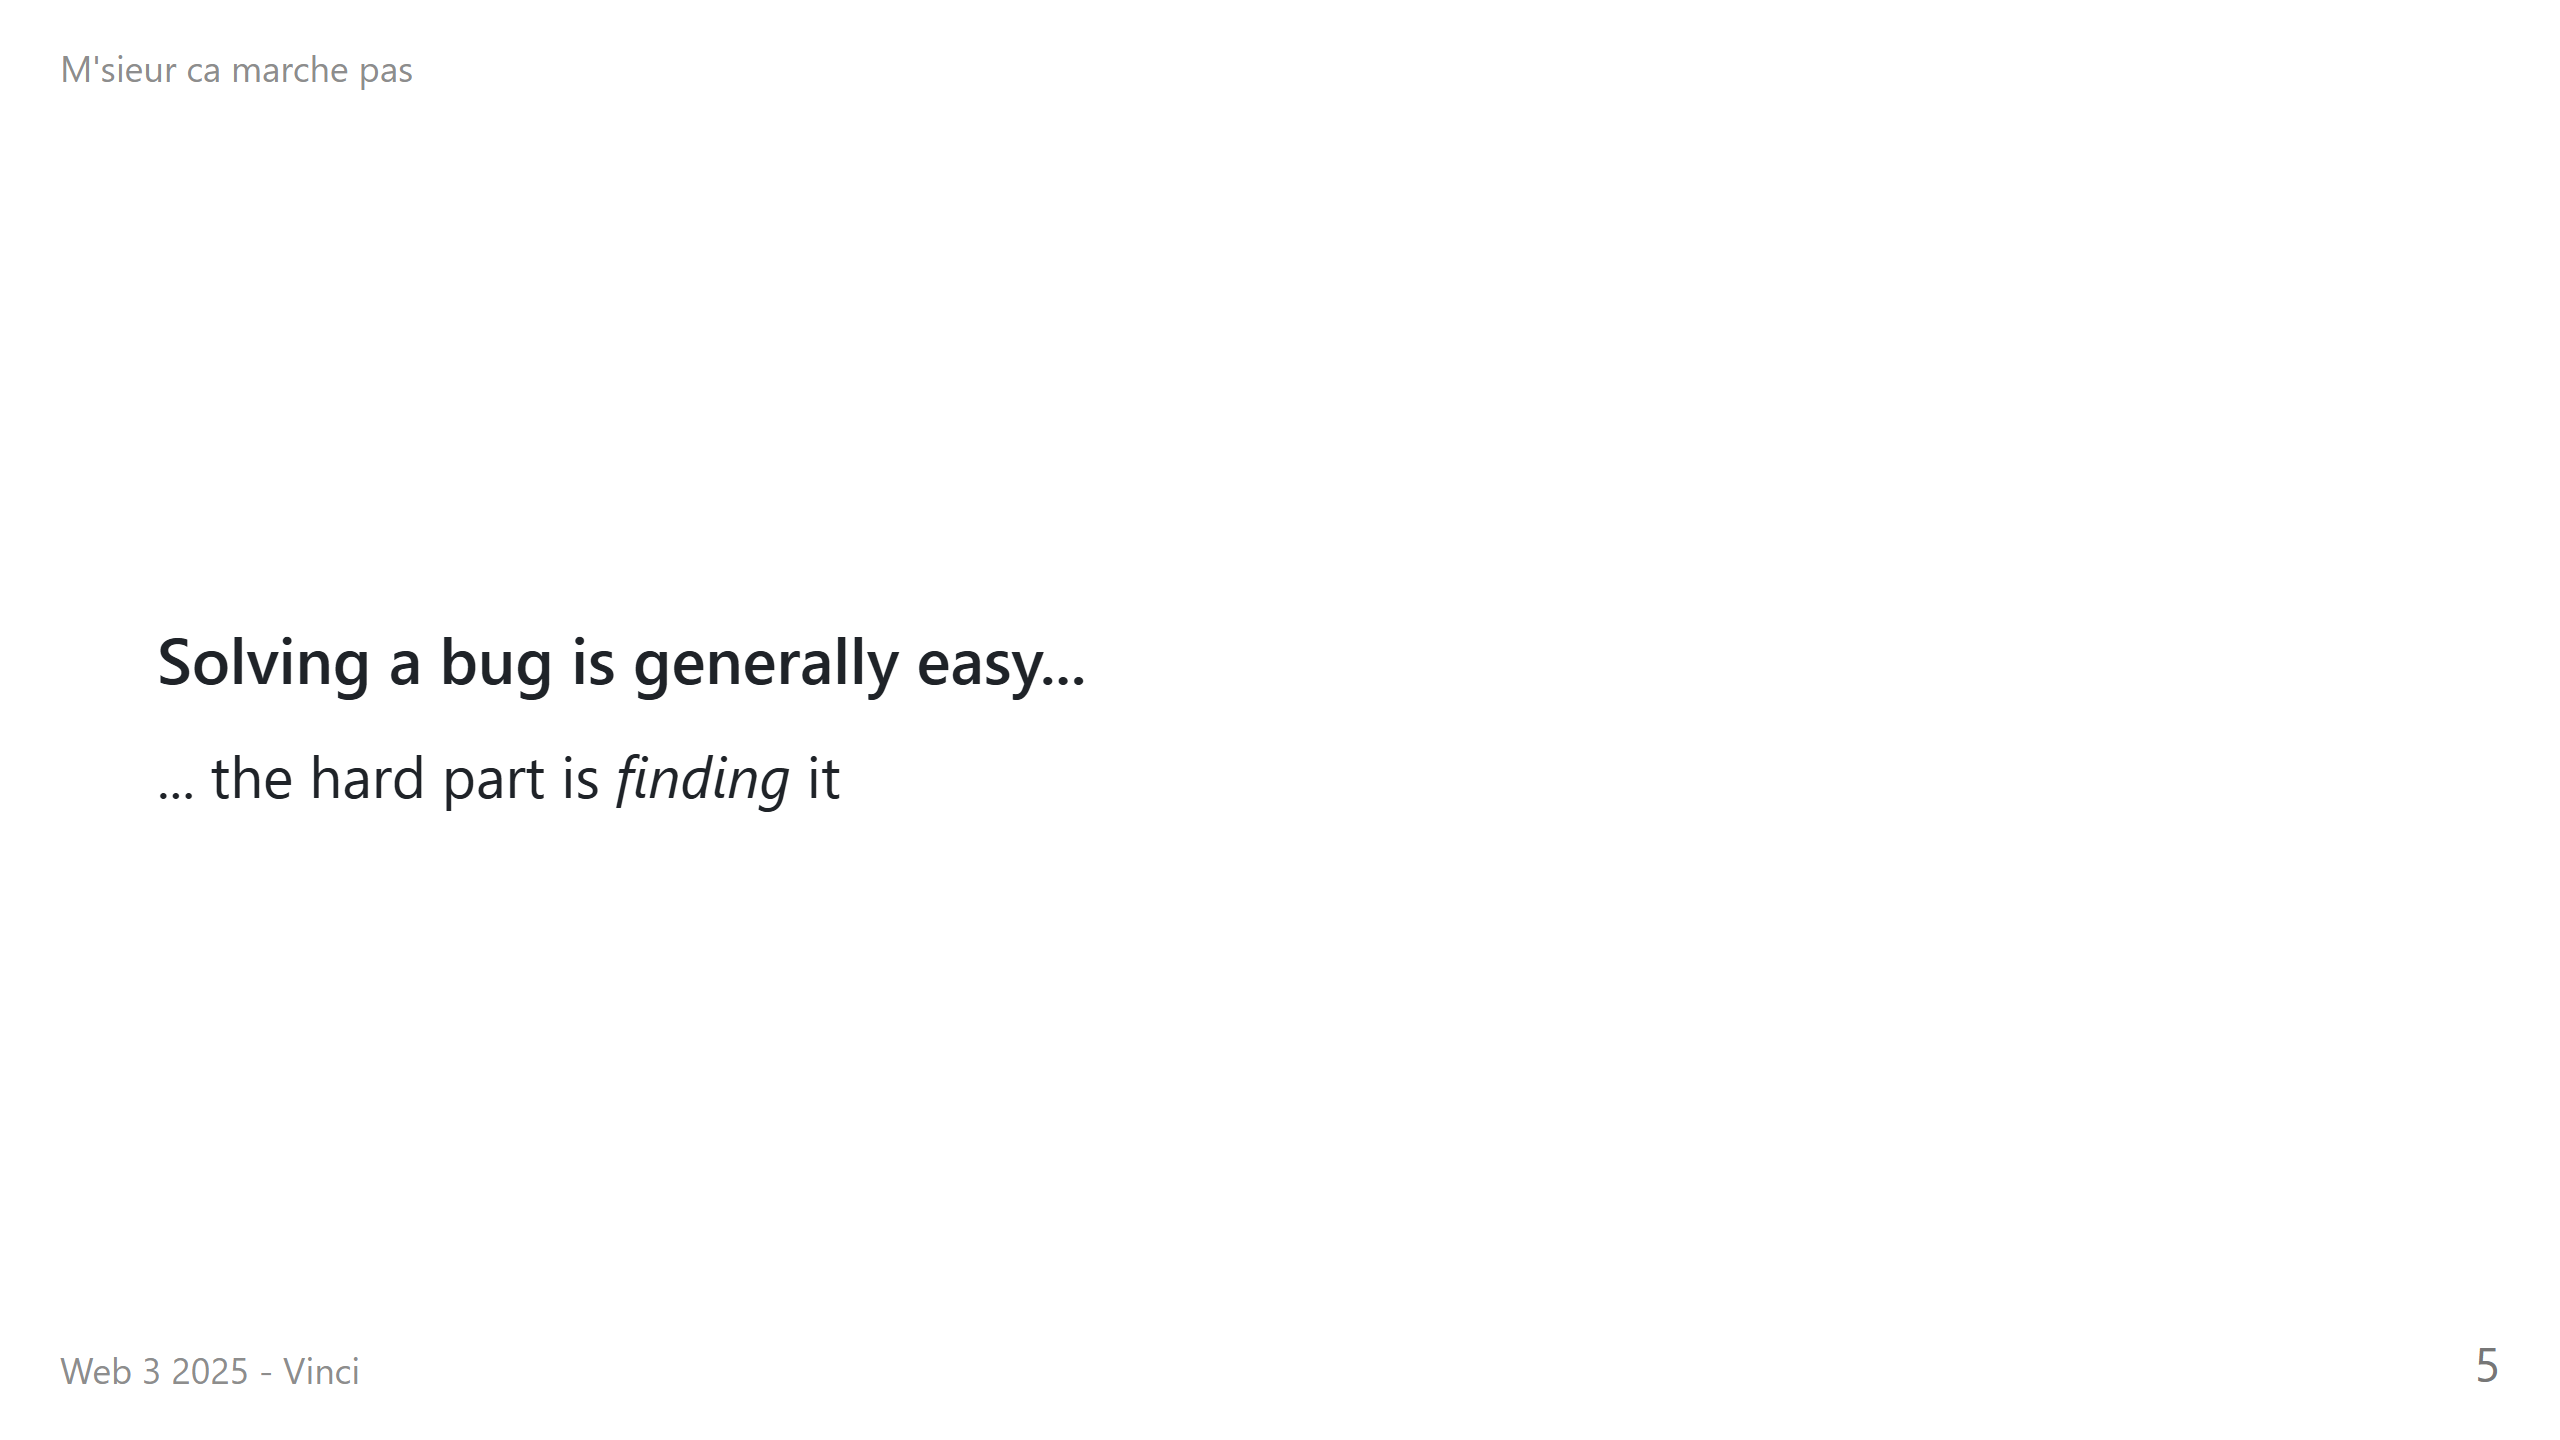 M'sieur ca marche pas
Solving a bug is generally easy...
... the hard part is finding it
Web 3 2025 - Vinci
5